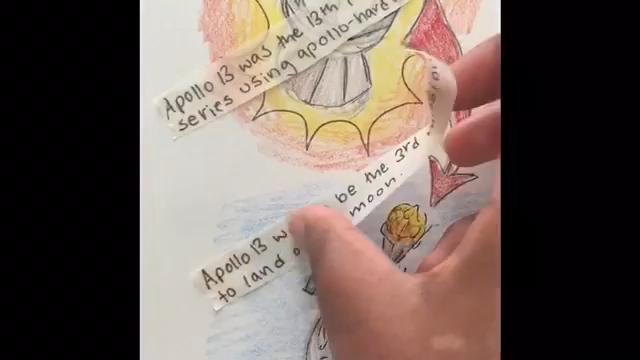 Apollo 13 was the 13th
series using apollo-hard
Apollo 13 w be the 3rd
to land o moon.